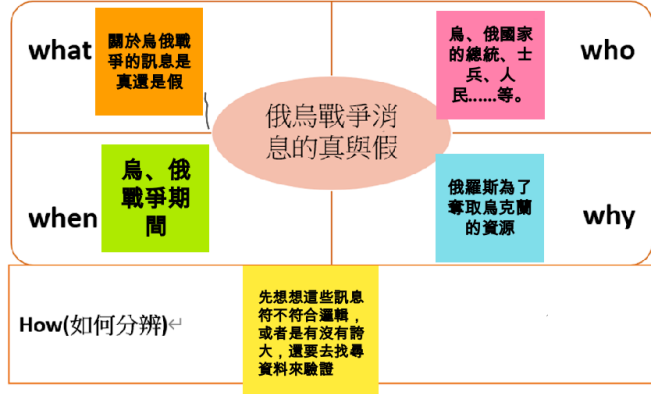 what
關於烏俄戰
爭的訊息是
真還是假
烏、俄國家
的總統、士
兵、人
民......等。
who
俄烏戰爭消
息的真與假
when
烏、俄
戰爭期
間
俄羅斯為了
奪取烏克蘭
的資源
why
How(如何分辨)↵
先想想這些訊息
符不符合邏輯，
或者是有沒有誇
大，還要去找尋
資料來驗證